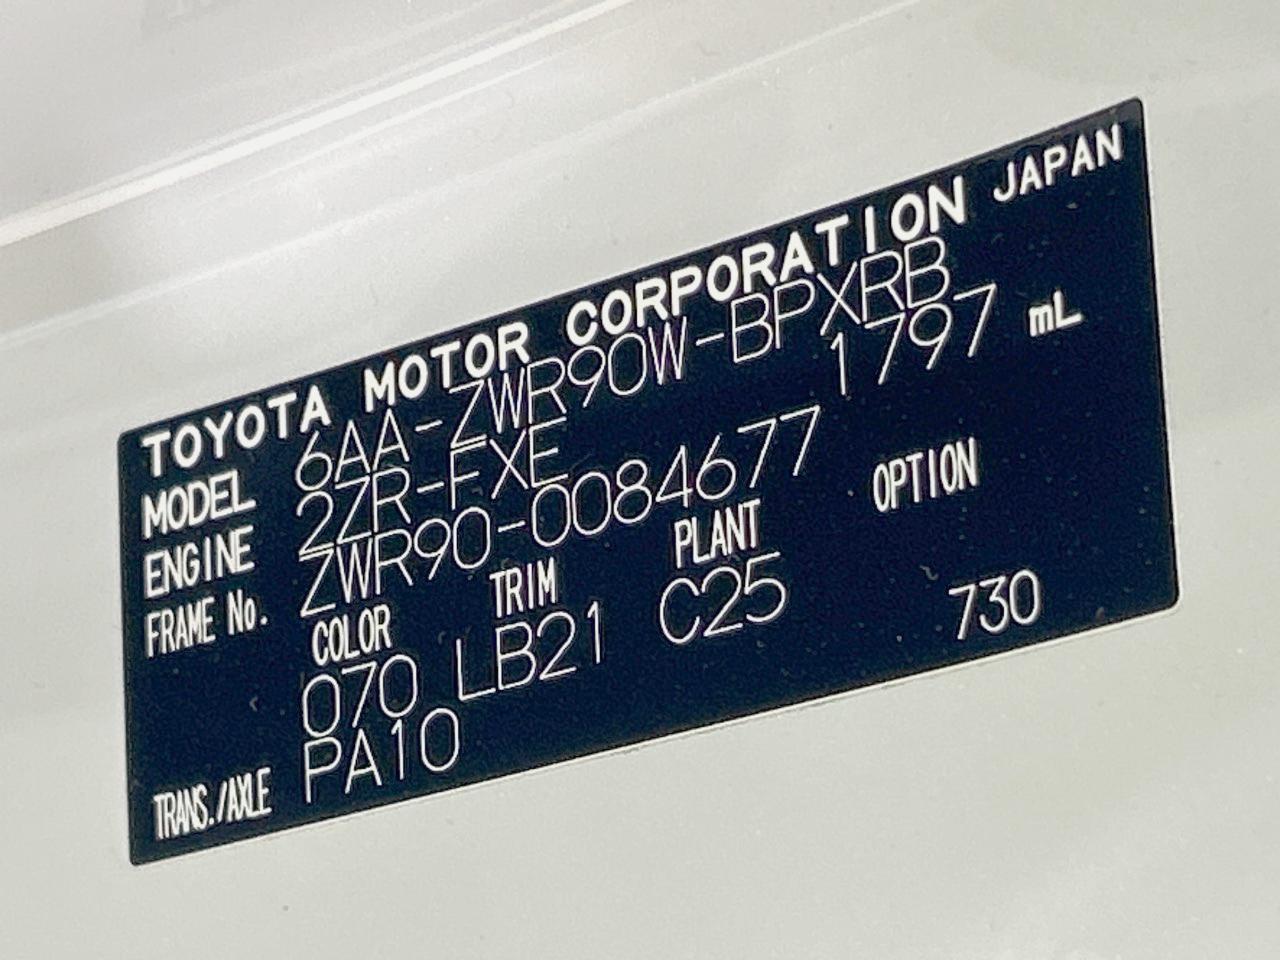 TOYOTA MOTOR CORPORATION JAPAN
MODEL 6AA-ZWR90W-BPXRB
ENGINE 2ZR-FXE 1797 mL
FRAME No. ZWR90-0084677
COLOR TRIM PLANT OPTION
070 LB21 C25 730
TRANS./AXLE PA10